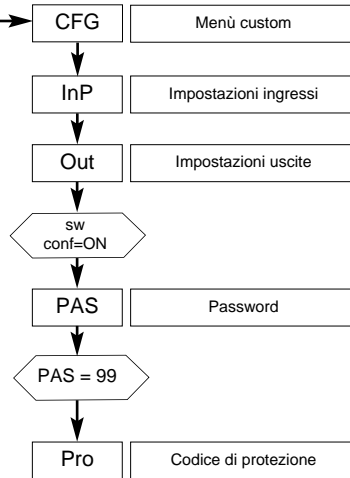 CFG Menù custom
InP Impostazioni ingressi
Out Impostazioni uscite
sw
conf=ON
PAS Password
PAS = 99
Pro Codice di protezione